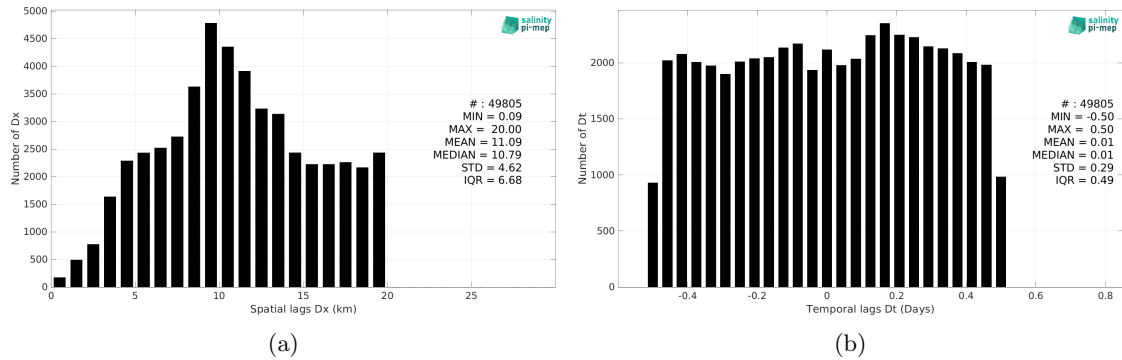 5000
4500
4000
3500
3000
2500
2000
1500
1000
500
0
Number of Dx
0
5
10
15
20
25
Spatial lags Dx (km)
salinity
pi-mep
# : 49805
MIN = 0.09
MAX = 20.00
MEAN = 11.09
MEDIAN = 10.79
STD = 4.62
IQR = 6.68
(a)
2000
1500
1000
500
0
Number of Dt
-0.4
-0.2
0
0.2
0.4
0.6
0.8
Temporal lags Dt (Days)
salinity
pi-mep
# : 49805
MIN = -0.50
MAX = 0.50
MEAN = 0.01
MEDIAN = 0.01
STD = 0.29
IQR = 0.49
(b)